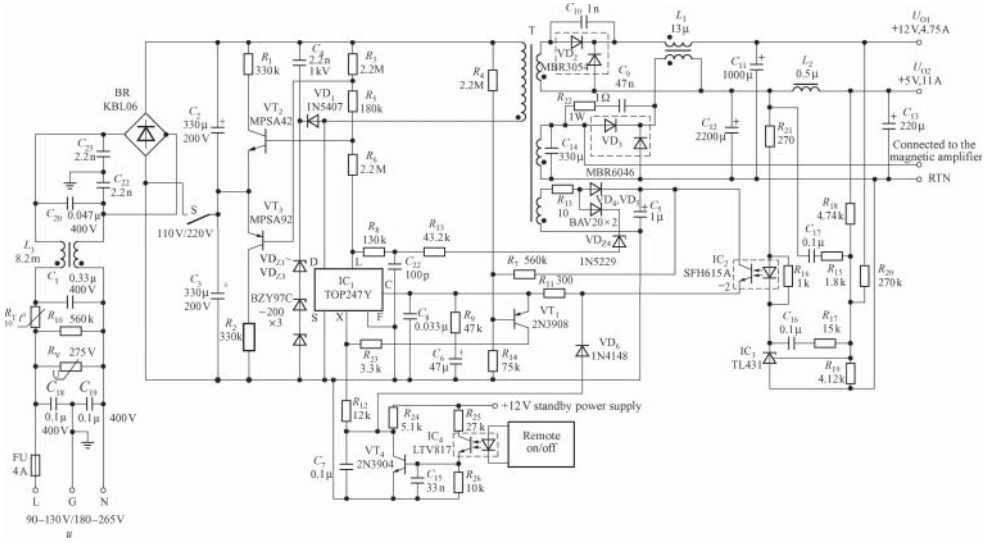 C10 1n
L1
13μ
UO1
+12V,4.75A
T
R1
330k
C4
2.2n
1kV
R3
2.2M
R4
2.2M
VD2
MBR3054
C9
47n
C11
1000μ
L2
0.5μ
UO2
+5V,11A
BR
KBL06
C2
330μ
200V
VT2
MPSA42
VD1
1N5407
R5
180k
R22
1Ω
1W
R21
270
C13
220μ
C23
2.2n
R6
2.2M
C14
330μ
VD3
MBR6046
C12
2200μ
Connected to the
magnetic amplifier
RTN
C22
2.2n
C20
0.047μ
400V
S
110V/220V
VT3
MPSA92
R13
10
VD4,VD5
BAV20×2
C5
1μ
R18
4.74k
L3
8.2m
VDZ1~
VDZ3
D
L
R8
130k
R13
43.2k
VDZ4
1N5229
C17
0.1μ
C1
0.33μ
400V
C3
330μ
200V
BZY97C
-200
×3
IC1
TOP247Y
C
S
X
F
C22
100p
R7 560k
R11 300
IC2
SFH615A
-2
R16
1k
R15
1.8k
R20
270k
RT
10
t°
R10 560k
R2
330k
C8
0.033μ
R9
47k
VT1
2N3908
C16
0.1μ
R17
15k
RV 275V
U
R23
3.3k
C6
47μ
R14
75k
VD6
1N4148
IC3
TL431
R19
4.12k
C18
0.1μ
400V
C19
0.1μ
400V
R12
12k
R24
5.1k
+12V standby power supply
R25
27k
IC4
LTV817
Remote
on/off
FU
4A
VT4
2N3904
C7
0.1μ
C15
33n
R26
10k
L
G
N
90–130V/180–265V
u